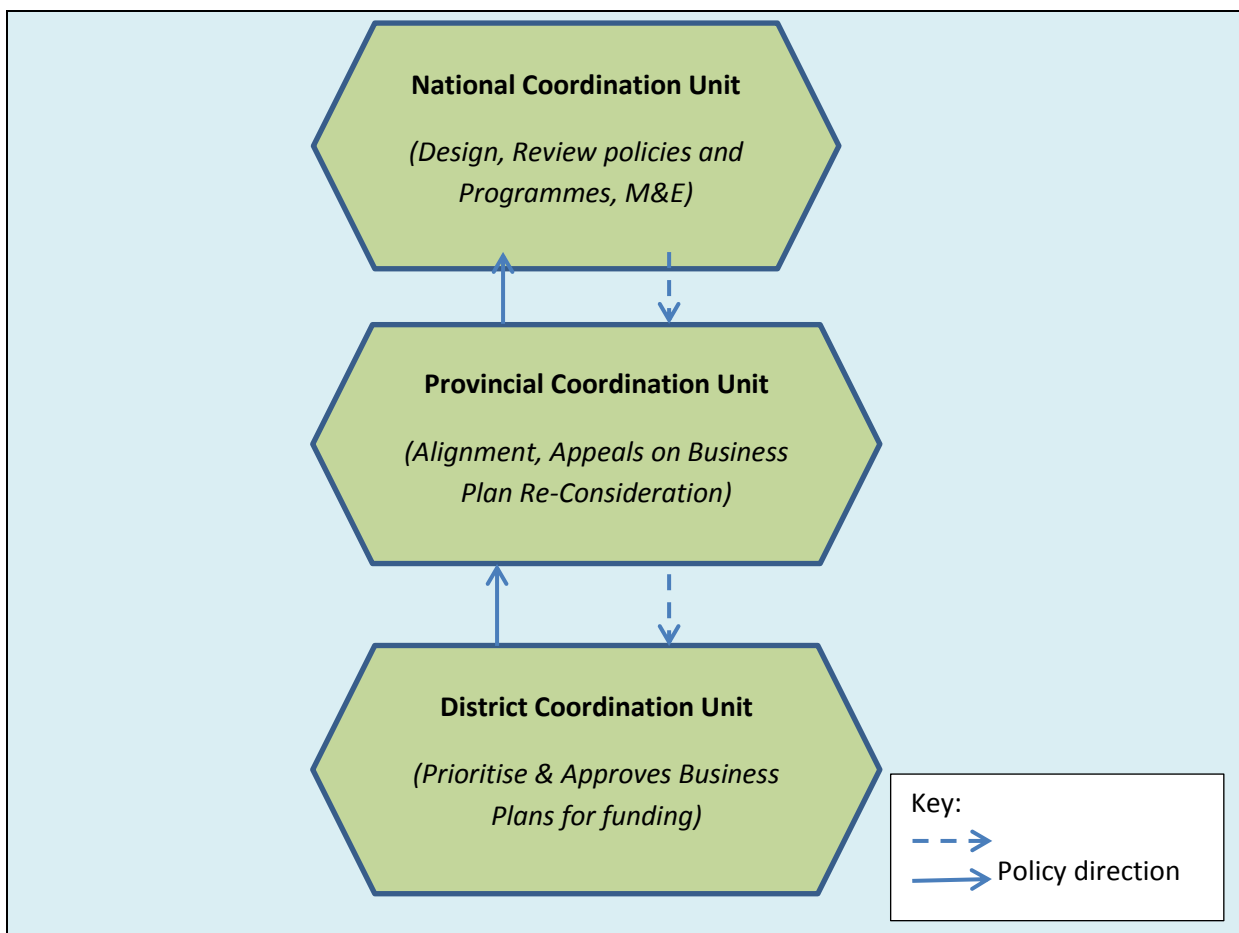 National Coordination Unit
(Design, Review policies and
Programmes, M&E)
Provincial Coordination Unit
(Alignment, Appeals on Business
Plan Re-Consideration)
District Coordination Unit
(Prioritise & Approves Business
Plans for funding)
Key:
Policy direction